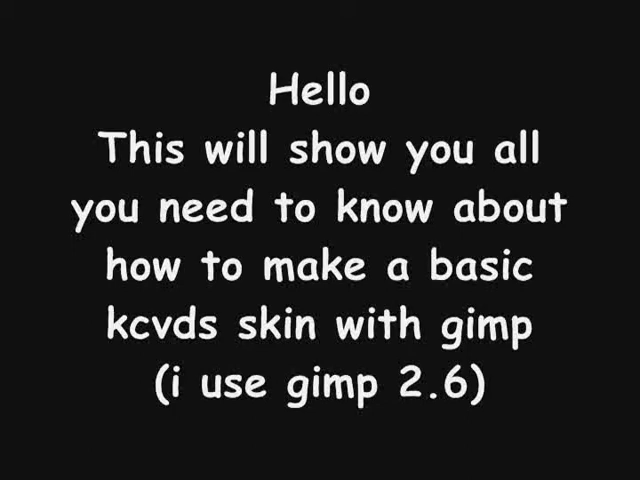 Hello
This will show you all
you need to know about
how to make a basic
kcvds skin with gimp
(i use gimp 2.6)